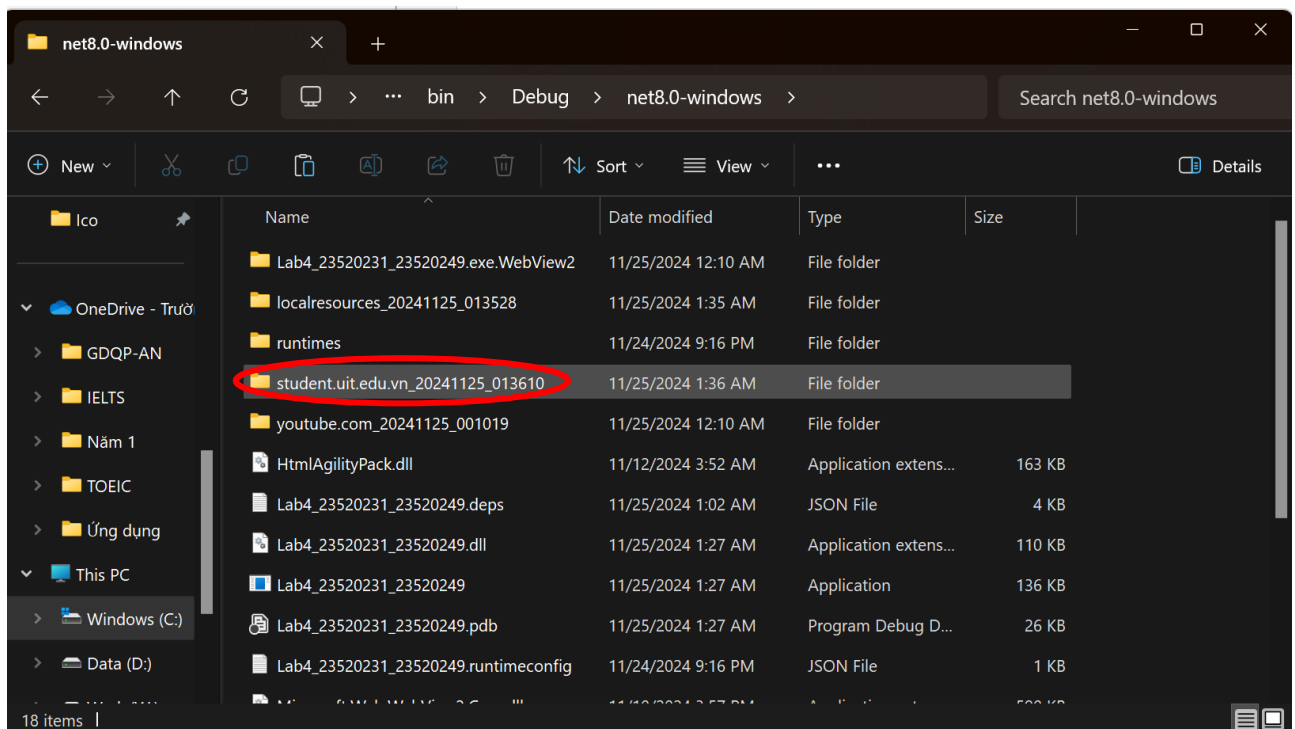 net8.0-windows
bin > Debug > net8.0-windows >
Search net8.0-windows
New
Sort
View
Details
Ico
OneDrive - Trườ
GDQP-AN
IELTS
Năm 1
TOEIC
Ứng dụng
This PC
Windows (C:)
Data (D:)
Name Date modified Type Size
Lab4_23520231_23520249.exe.WebView2 11/25/2024 12:10 AM File folder
localresources_20241125_013528 11/25/2024 1:35 AM File folder
runtimes 11/24/2024 9:16 PM File folder
student.uit.edu.vn_20241125_013610 11/25/2024 1:36 AM File folder
youtube.com_20241125_001019 11/25/2024 12:10 AM File folder
HtmlAgilityPack.dll 11/12/2024 3:52 AM Application extens... 163 KB
Lab4_23520231_23520249.deps 11/25/2024 1:02 AM JSON File 4 KB
Lab4_23520231_23520249.dll 11/25/2024 1:27 AM Application extens... 110 KB
Lab4_23520231_23520249 11/25/2024 1:27 AM Application 136 KB
Lab4_23520231_23520249.pdb 11/25/2024 1:27 AM Program Debug D... 26 KB
Lab4_23520231_23520249.runtimeconfig 11/24/2024 9:16 PM JSON File 1 KB
18 items